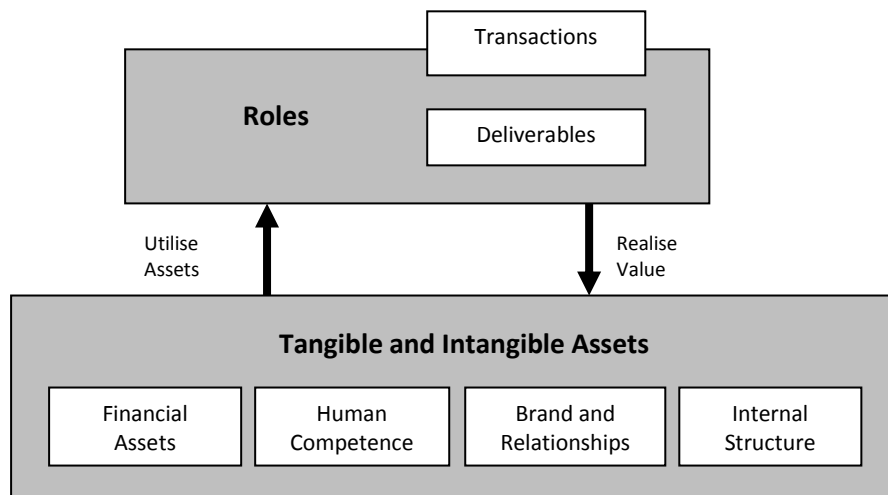 Transactions
Roles
Deliverables
Utilise
Assets
Realise
Value
Tangible and Intangible Assets
Financial
Assets
Human
Competence
Brand and
Relationships
Internal
Structure